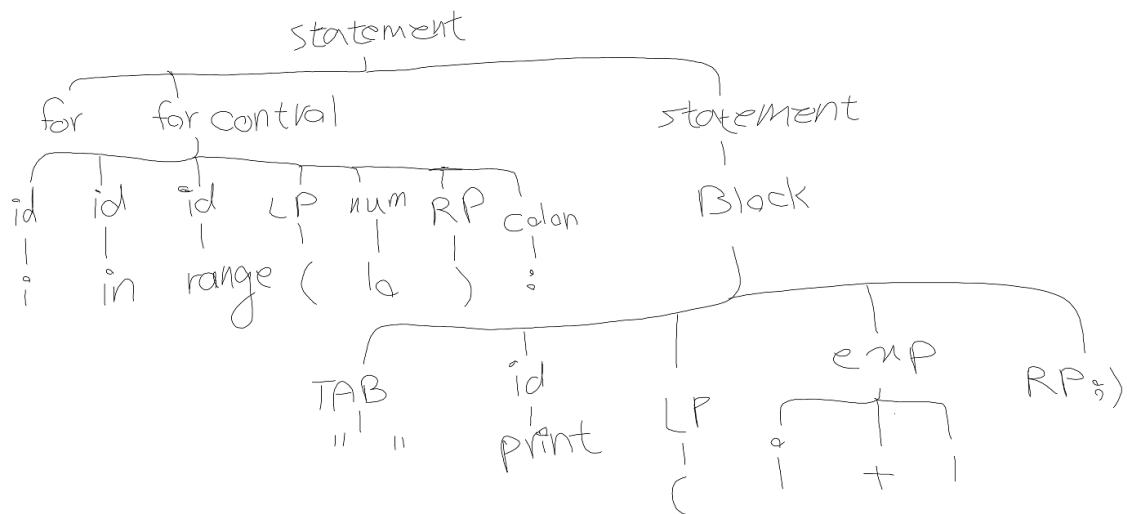 statement
for for contral statement
id id id LP num RP colon Block
i in range ( 10 ) :
TAB id LP exp RP :)
" " print ( i + 1